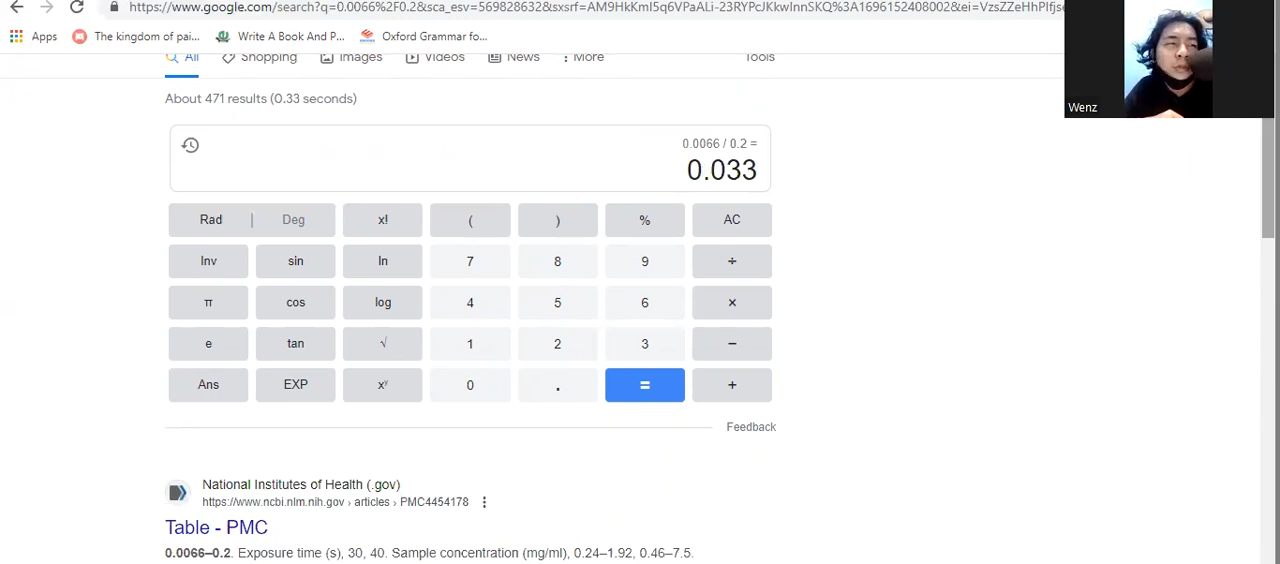 https://www.google.com/search?q=0.0066%2F0.2&sca_esv=569828632&sxsrf=AM9HkKmI5q6VPaALi-23RYPcJKkwlnnSKQ%3A1696152408002&ei=VzsZZeHhPIfjse
Apps The kingdom of pai... Write A Book And P... Oxford Grammar fo...
All Shopping Images Videos News More Tools
About 471 results (0.33 seconds)
0.0066 / 0.2 =
0.033
Rad | Deg x! ( ) % AC
Inv sin ln 7 8 9 ÷
π cos log 4 5 6 ×
e tan √ 1 2 3 −
Ans EXP xʸ 0 . = +
Feedback
National Institutes of Health (.gov)
https://www.ncbi.nlm.nih.gov › articles › PMC4454178
Table - PMC
0.0066–0.2. Exposure time (s), 30, 40. Sample concentration (mg/ml), 0.24–1.92, 0.46–7.5.
Wenz